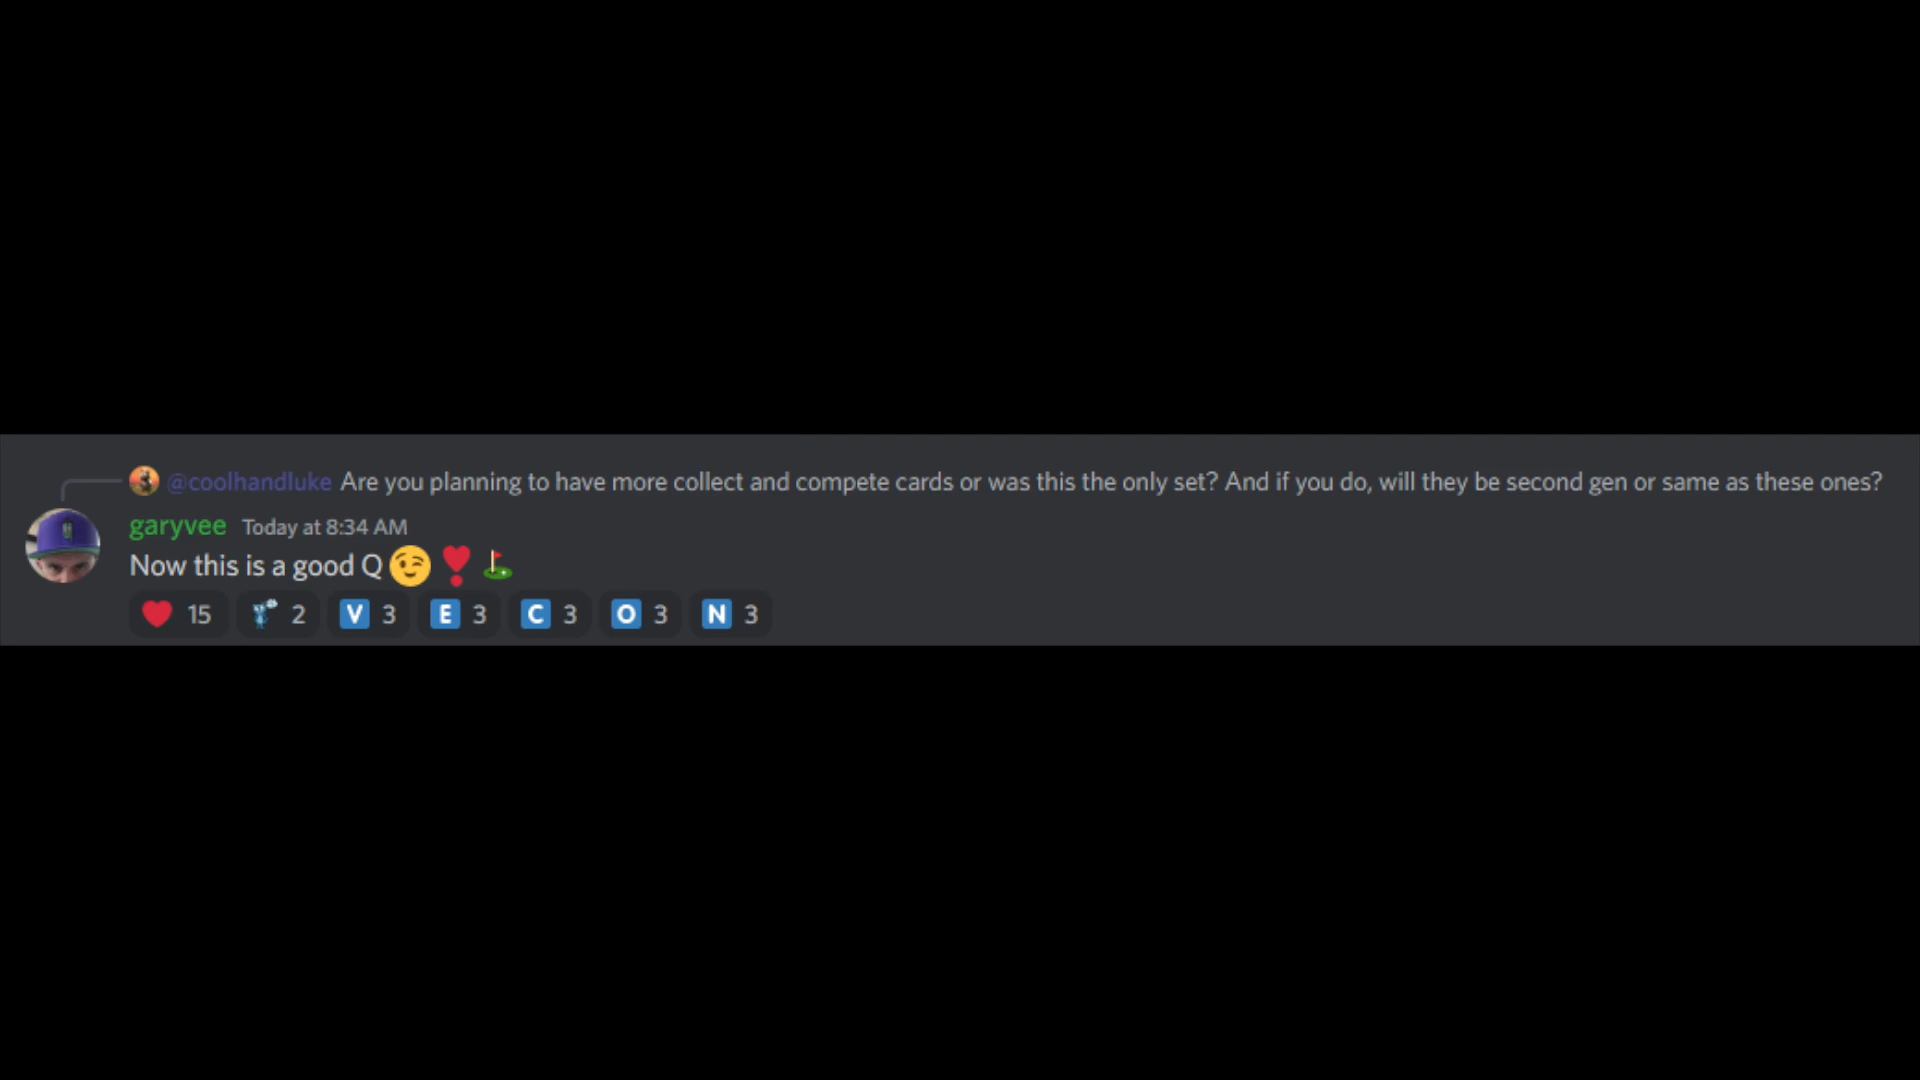 @coolhandluke Are you planning to have more collect and compete cards or was this the only set? And if you do, will they be second gen or same as these ones?
garyvee Today at 8:34 AM
Now this is a good Q 😉 ❣️ ⛳
❤️ 15 2 V 3 E 3 C 3 O 3 N 3